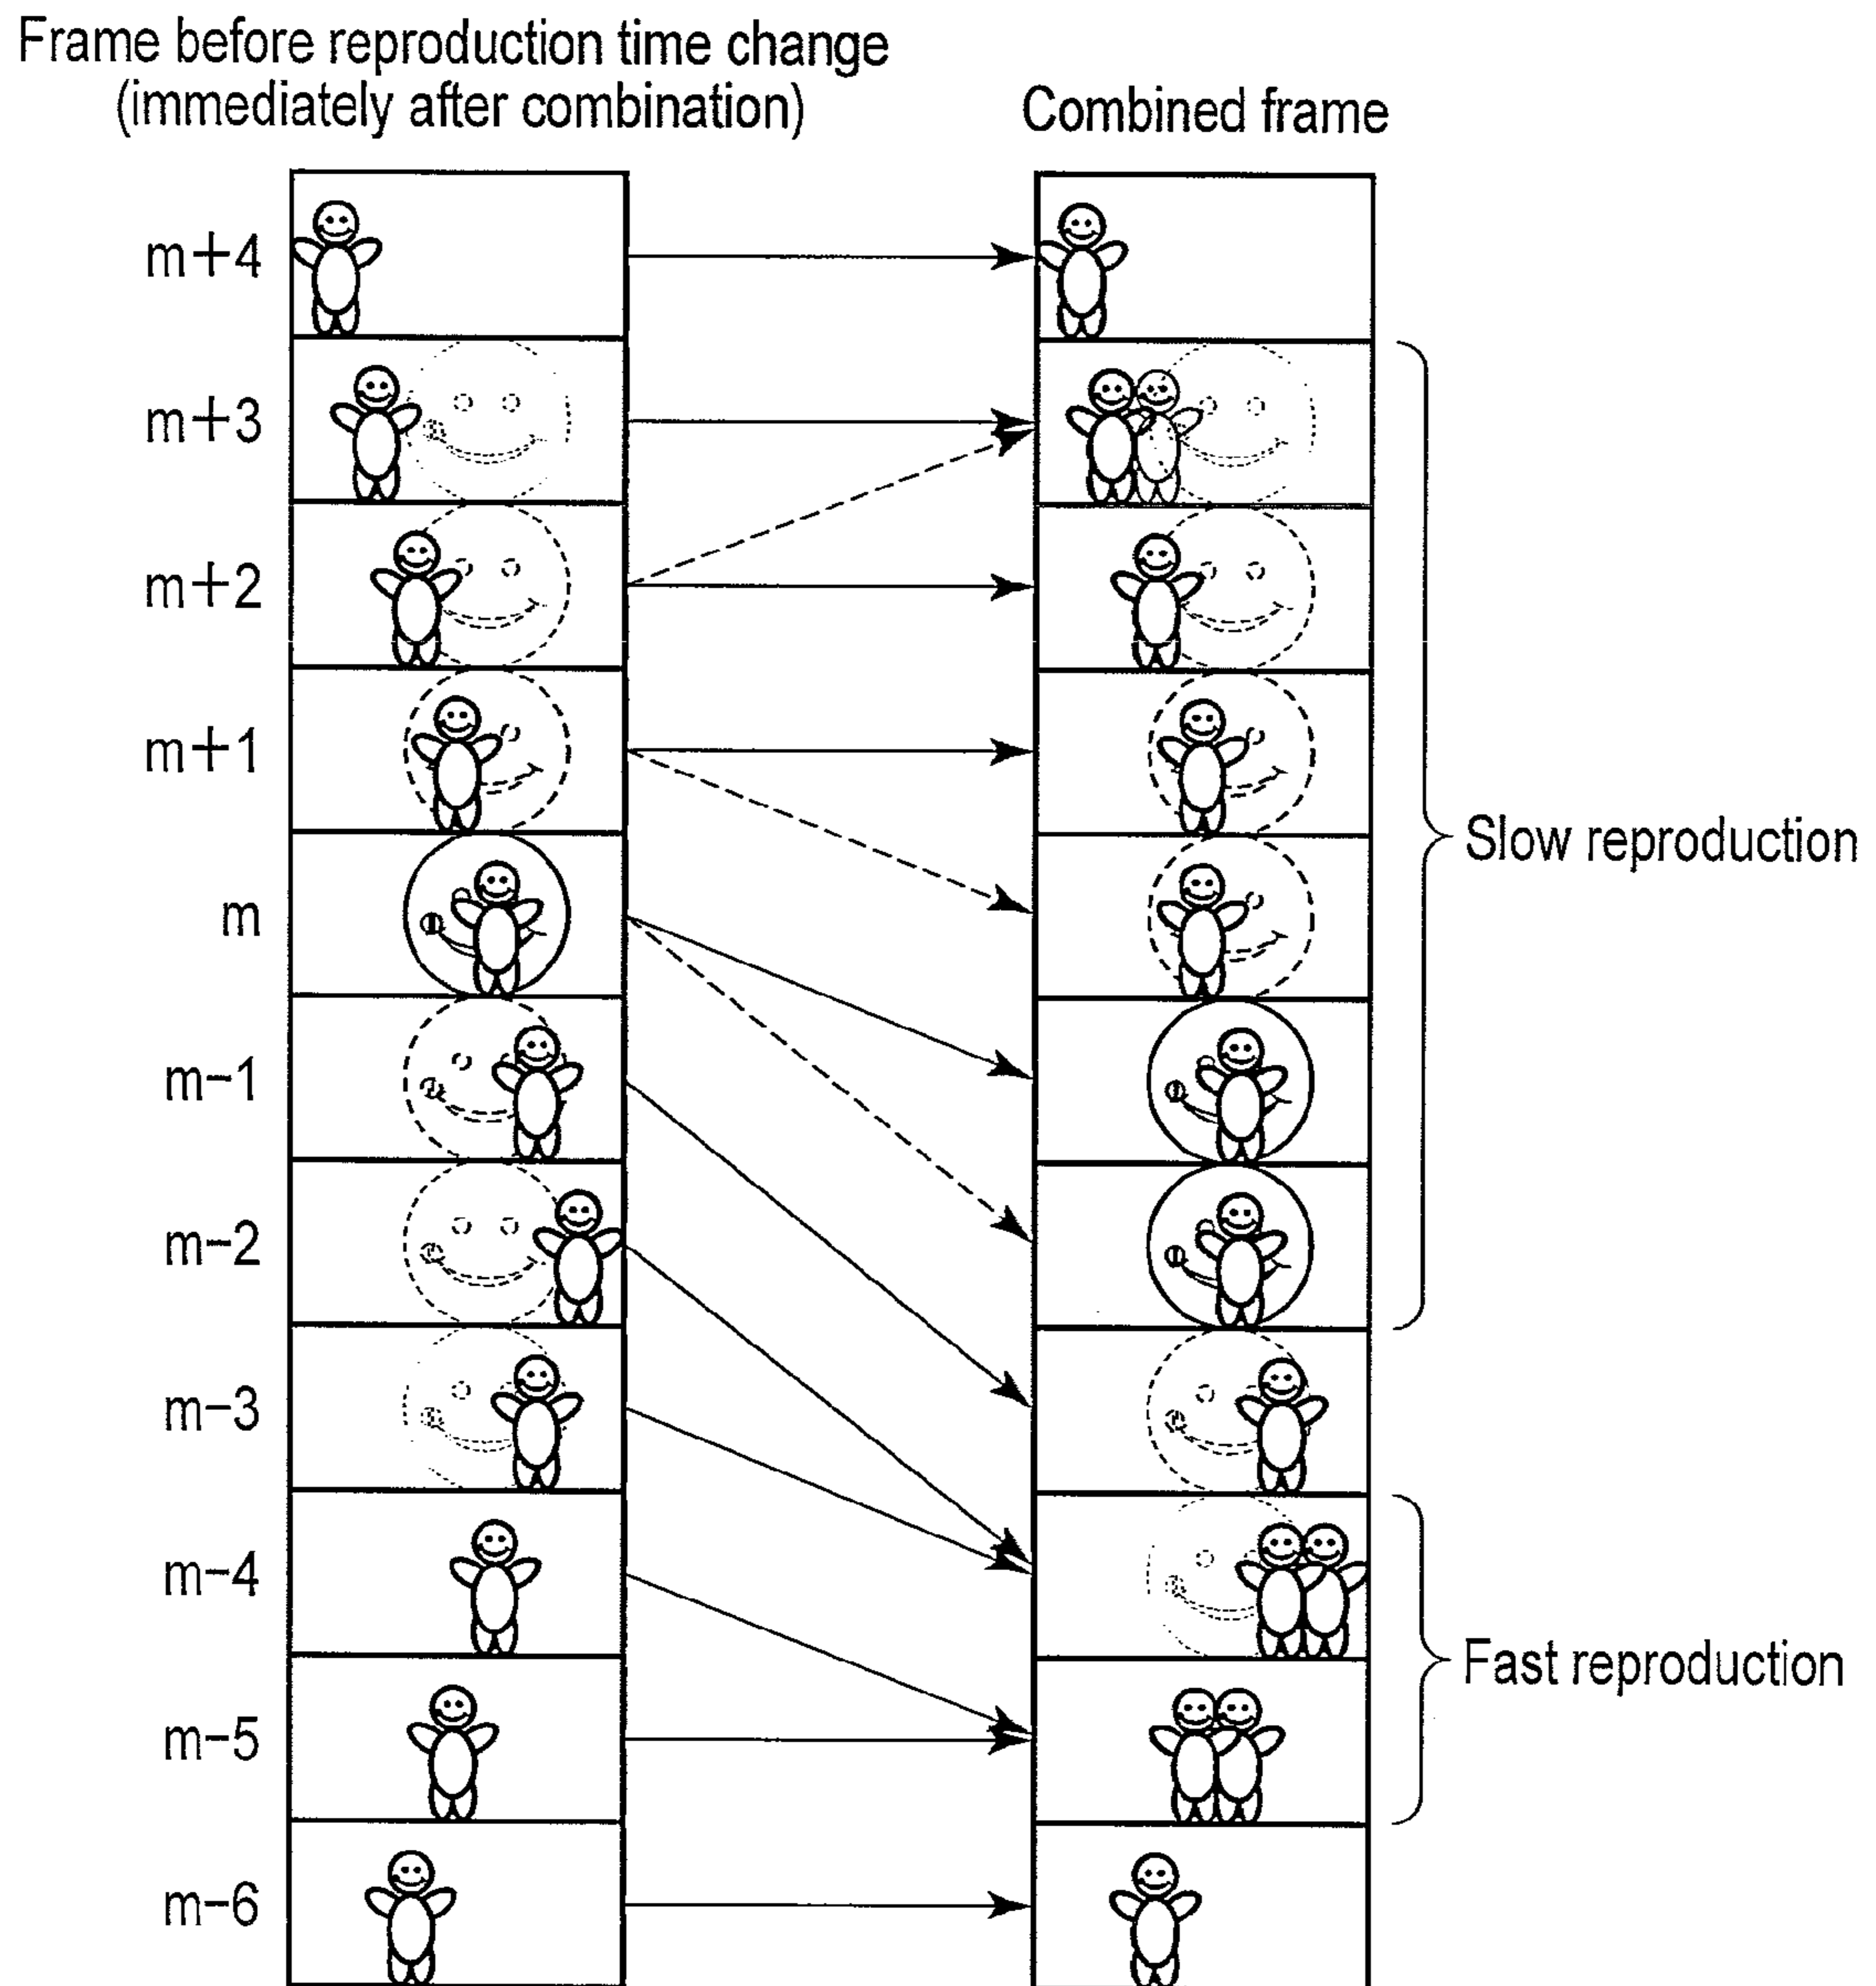 Frame before reproduction time change
(immediately after combination)
Combined frame
m+4
m+3
m+2
m+1
m
m-1
m-2
m-3
m-4
m-5
m-6
Slow reproduction
Fast reproduction